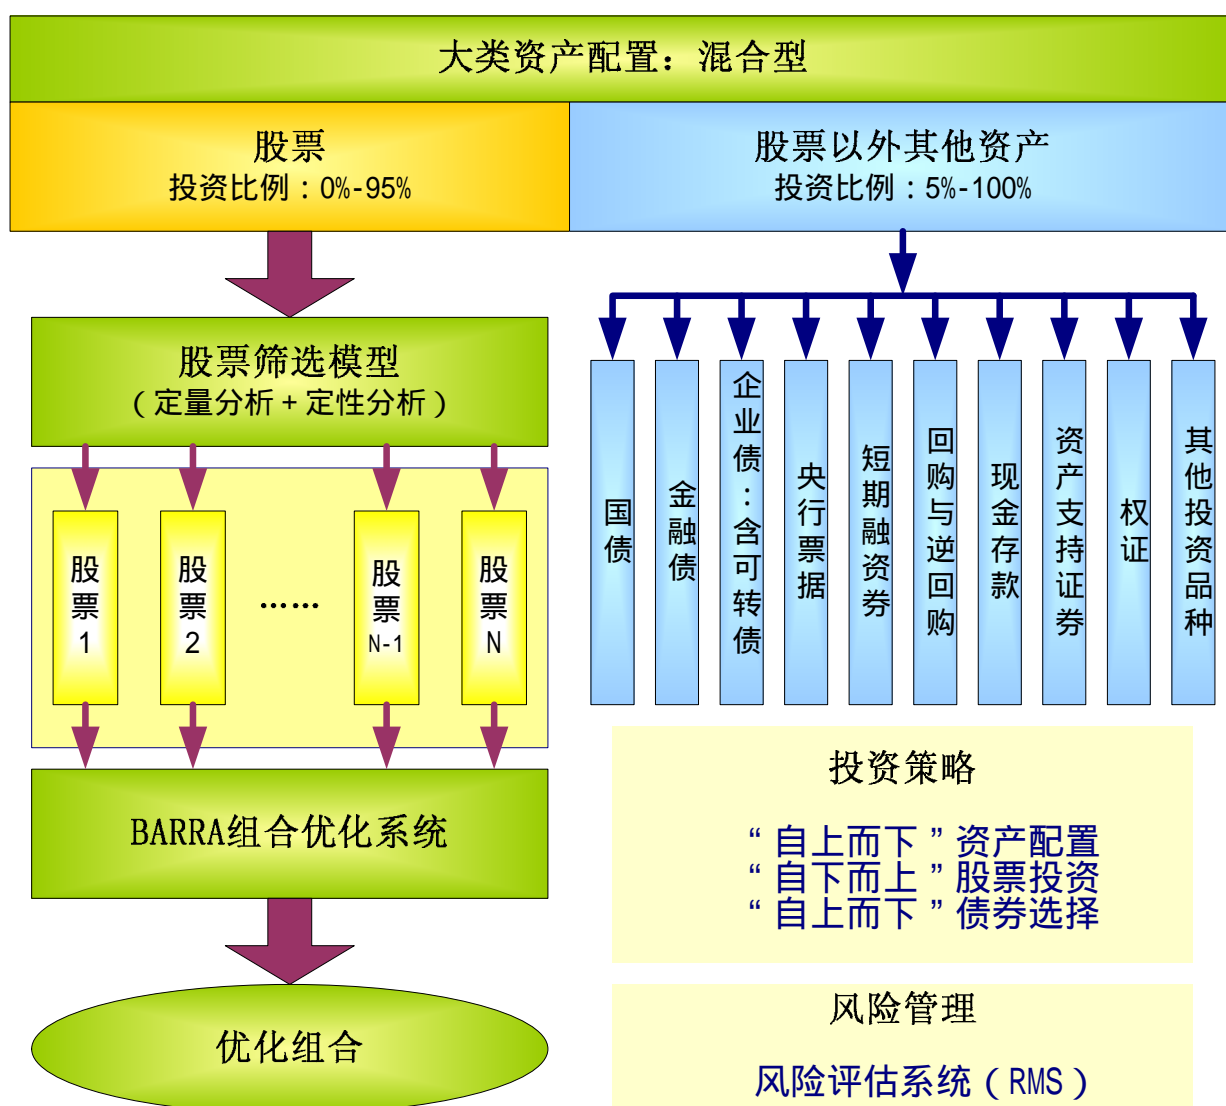 大类资产配置：混合型
股票
投资比例：0%-95%
股票以外其他资产
投资比例：5%-100%
股票筛选模型
（定量分析+定性分析）
股票1
股票2
……
股票N-1
股票N
BARRA组合优化系统
优化组合
国债
金融债
企业债：含可转债
央行票据
短期融资券
回购与逆回购
现金存款
资产支持证券
权证
其他投资品种
投资策略
“自上而下”资产配置
“自下而上”股票投资
“自上而下”债券选择
风险管理
风险评估系统（RMS）